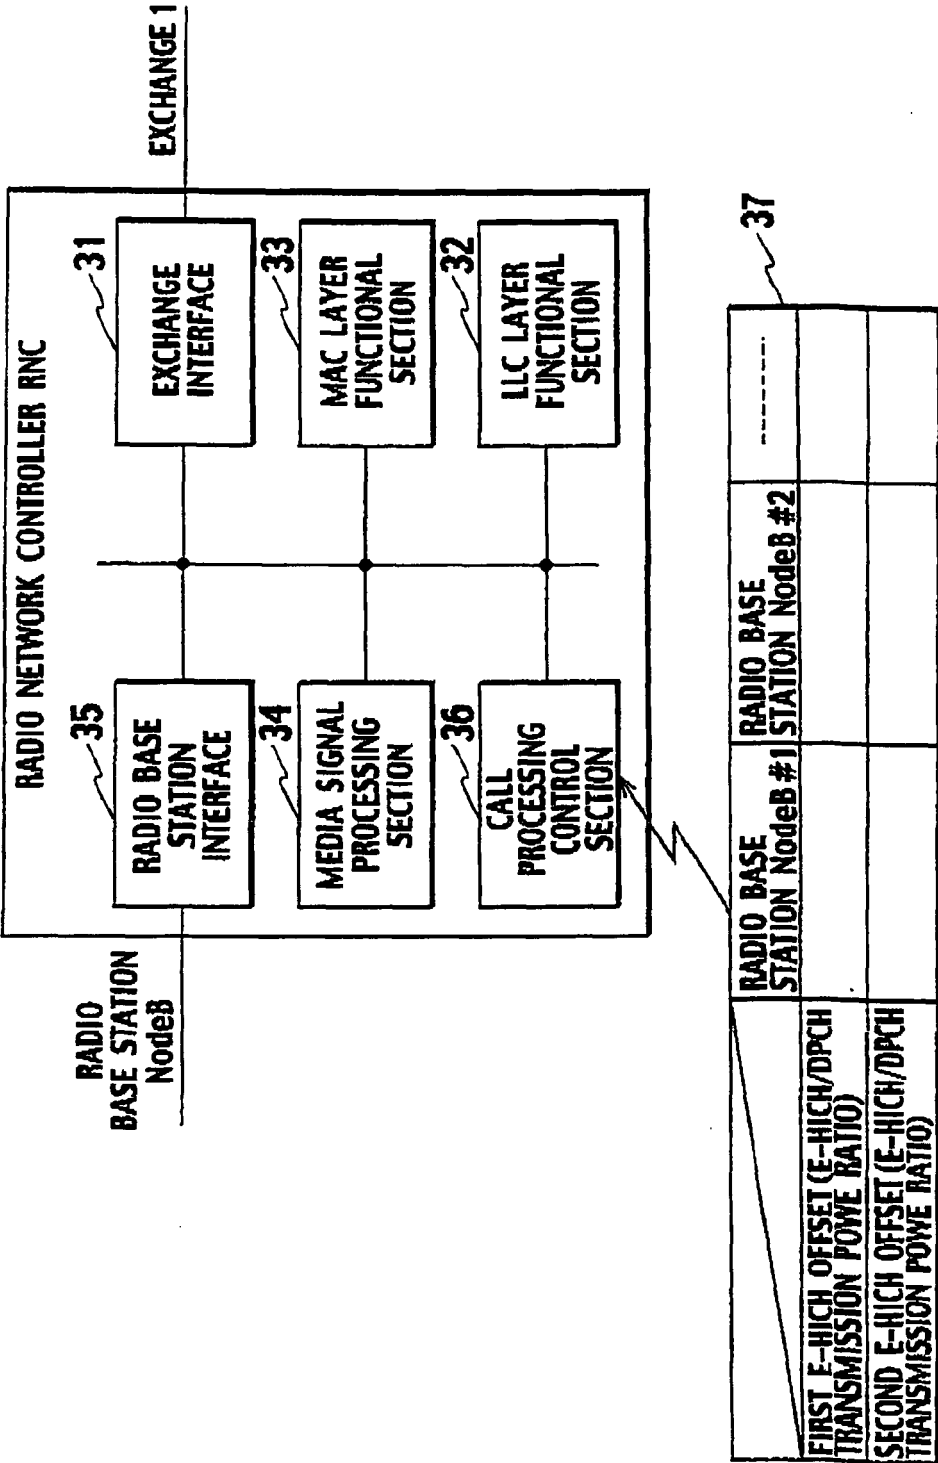 RADIO NETWORK CONTROLLER RNC
RADIO
BASE STATION
NodeB
EXCHANGE 1
35
RADIO BASE
STATION
INTERFACE
31
EXCHANGE
INTERFACE
34
MEDIA SIGNAL
PROCESSING
SECTION
33
MAC LAYER
FUNCTIONAL
SECTION
36
CALL
PROCESSING
CONTROL
SECTION
32
LLC LAYER
FUNCTIONAL
SECTION
37
RADIO BASE
STATION NodeB#1
RADIO BASE
STATION NodeB#2
--------
FIRST E-HICH OFFSET(E-HICH/DPCH
TRANSMISSION POWE RATIO)
SECOND E-HICH OFFSET(E-HICH/DPCH
TRANSMISSION POWE RATIO)